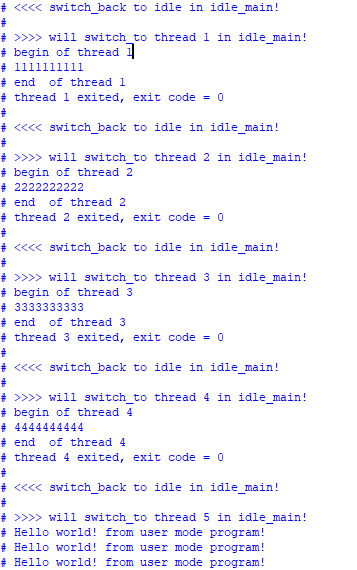 # <<<< switch_back to idle in idle_main!
#
# >>>> will switch_to thread 1 in idle_main!
# begin of thread 1
# 1111111111
# end  of thread 1
# thread 1 exited, exit code = 0
#
# <<<< switch_back to idle in idle_main!
#
# >>>> will switch_to thread 2 in idle_main!
# begin of thread 2
# 2222222222
# end  of thread 2
# thread 2 exited, exit code = 0
#
# <<<< switch_back to idle in idle_main!
#
# >>>> will switch_to thread 3 in idle_main!
# begin of thread 3
# 3333333333
# end  of thread 3
# thread 3 exited, exit code = 0
#
# <<<< switch_back to idle in idle_main!
#
# >>>> will switch_to thread 4 in idle_main!
# begin of thread 4
# 4444444444
# end  of thread 4
# thread 4 exited, exit code = 0
#
# <<<< switch_back to idle in idle_main!
#
# >>>> will switch_to thread 5 in idle_main!
# Hello world! from user mode program!
# Hello world! from user mode program!
# Hello world! from user mode program!